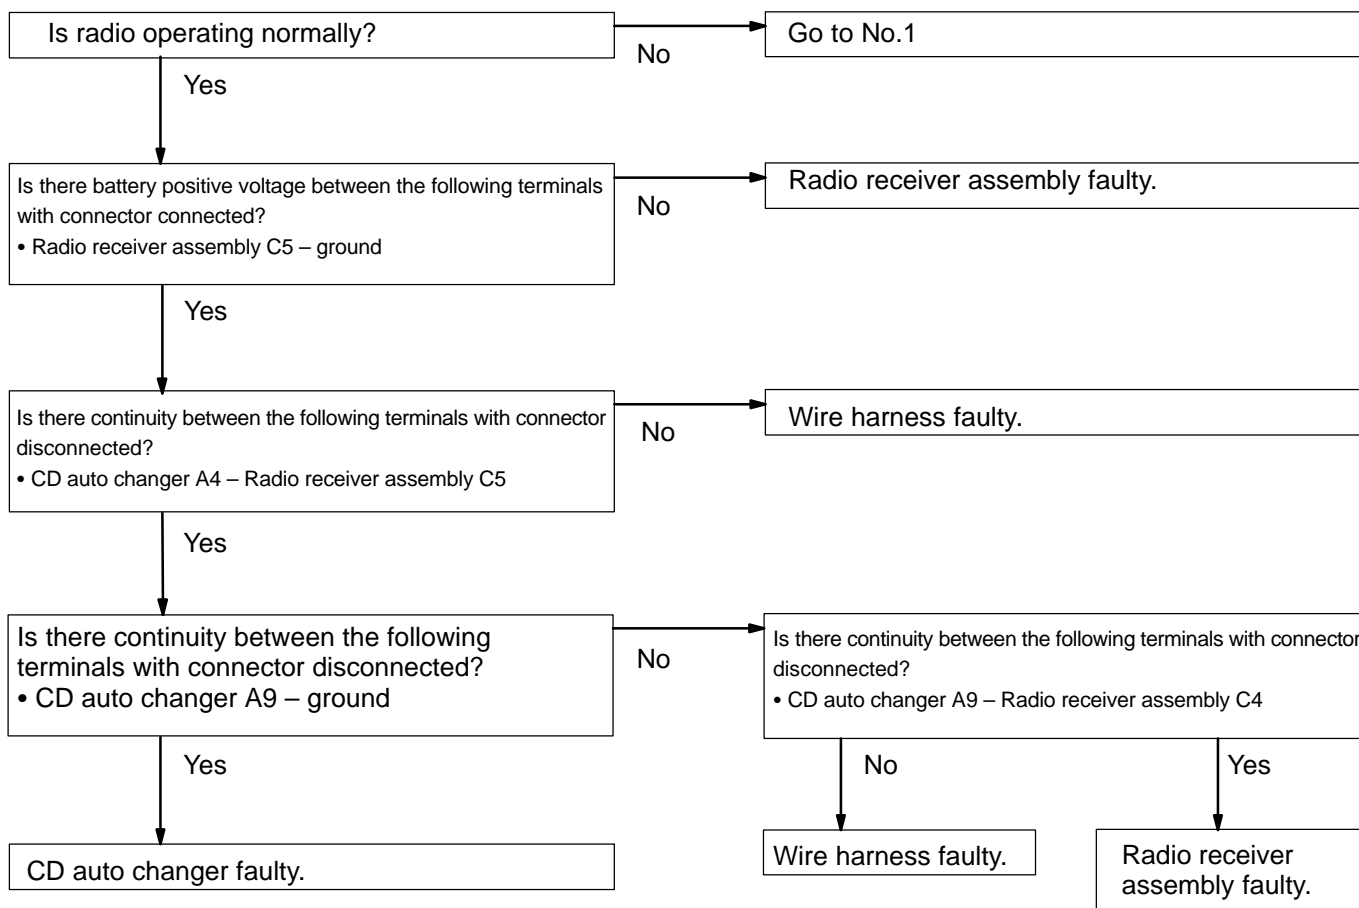 Is radio operating normally?
No
Go to No.1
Yes
Is there battery positive voltage between the following terminals
with connector connected?
• Radio receiver assembly C5 – ground
No
Radio receiver assembly faulty.
Yes
Is there continuity between the following terminals with connector
disconnected?
• CD auto changer A4 – Radio receiver assembly C5
No
Wire harness faulty.
Yes
Is there continuity between the following
terminals with connector disconnected?
• CD auto changer A9 – ground
No
Is there continuity between the following terminals with connector
disconnected?
• CD auto changer A9 – Radio receiver assembly C4
Yes
No
Yes
CD auto changer faulty.
Wire harness faulty.
Radio receiver
assembly faulty.